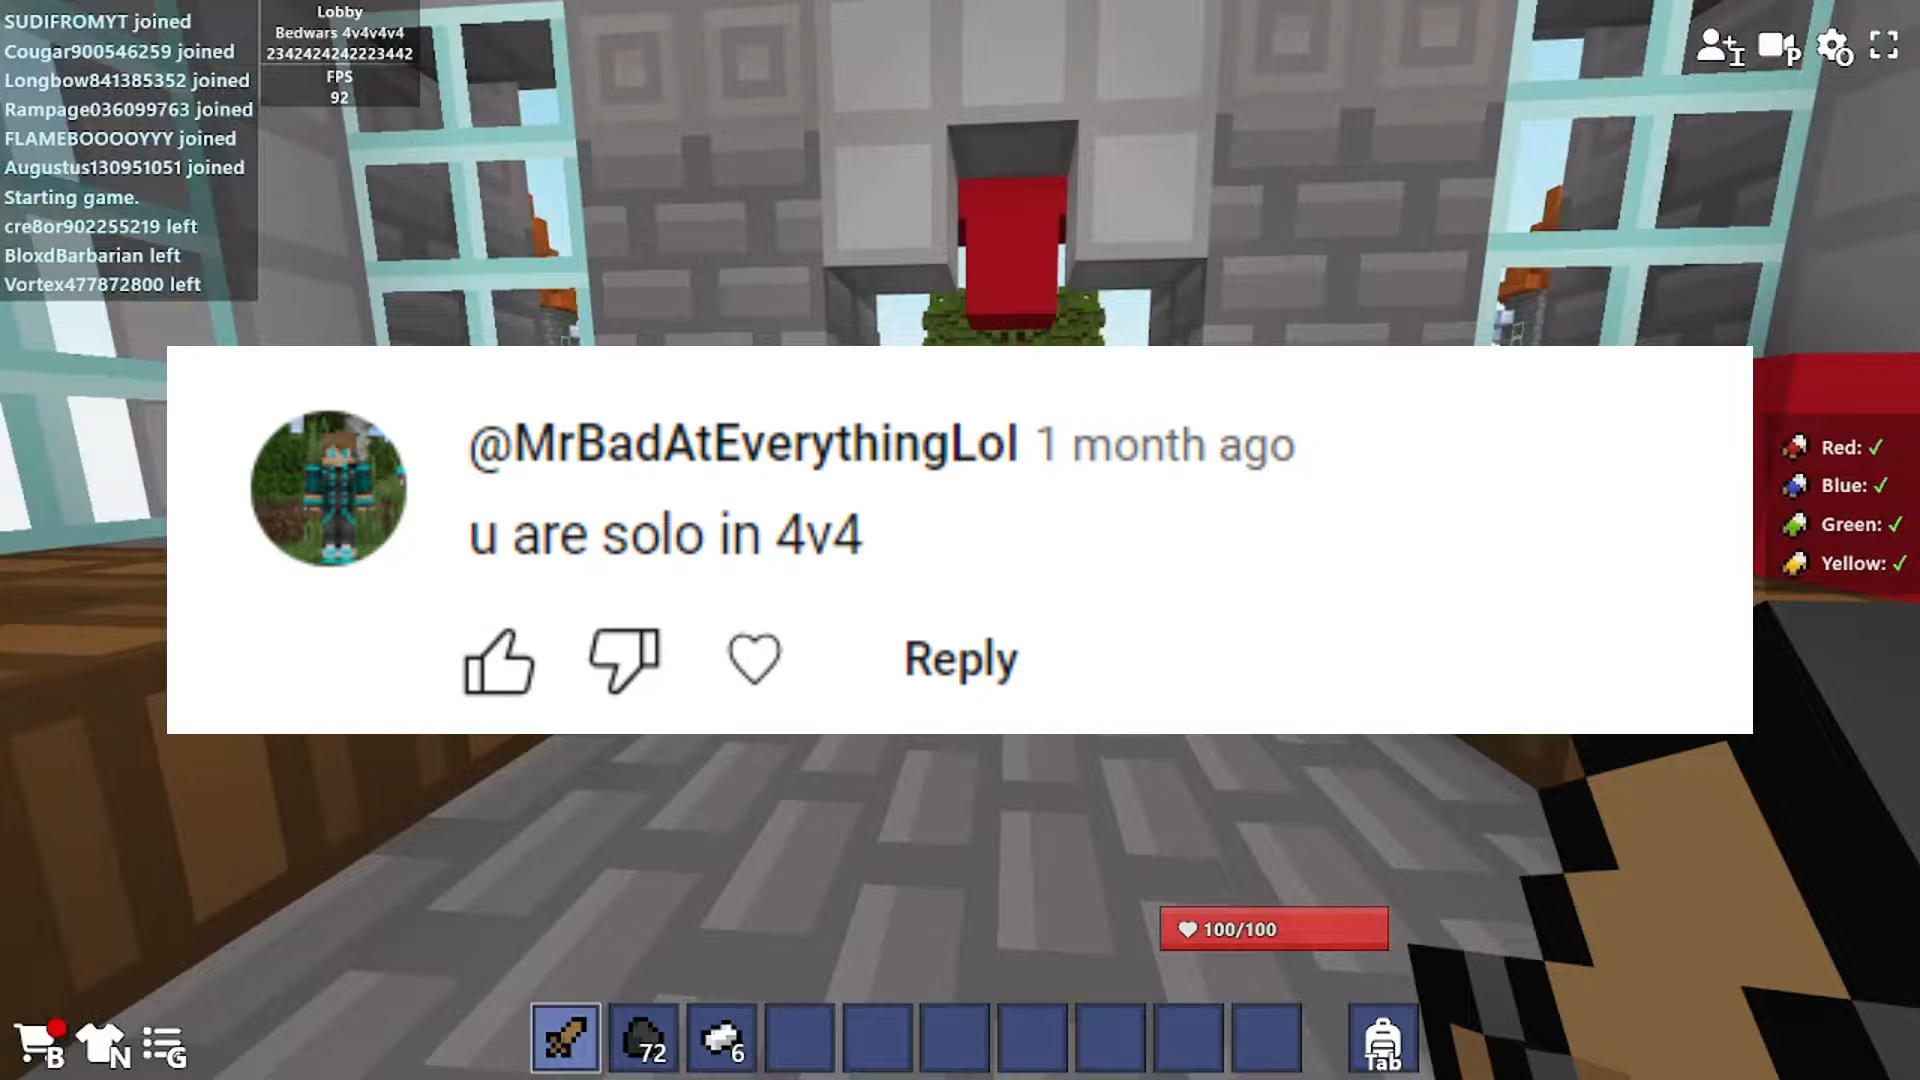 SUDIFROMYT joined
Cougar900546259 joined
Longbow841385352 joined
Rampage036099763 joined
FLAMEBOOOOYYY joined
Augustus130951051 joined
Starting game.
cre8or902255219 left
BloxdBarbarian left
Vortex477872800 left
Lobby
Bedwars 4v4v4v4
2342424242223442
FPS
92
I
P
O
@MrBadAtEverythingLol 1 month ago
u are solo in 4v4
Reply
Red: ✓
Blue: ✓
Green: ✓
Yellow: ✓
100/100
B
N
G
72
6
Tab